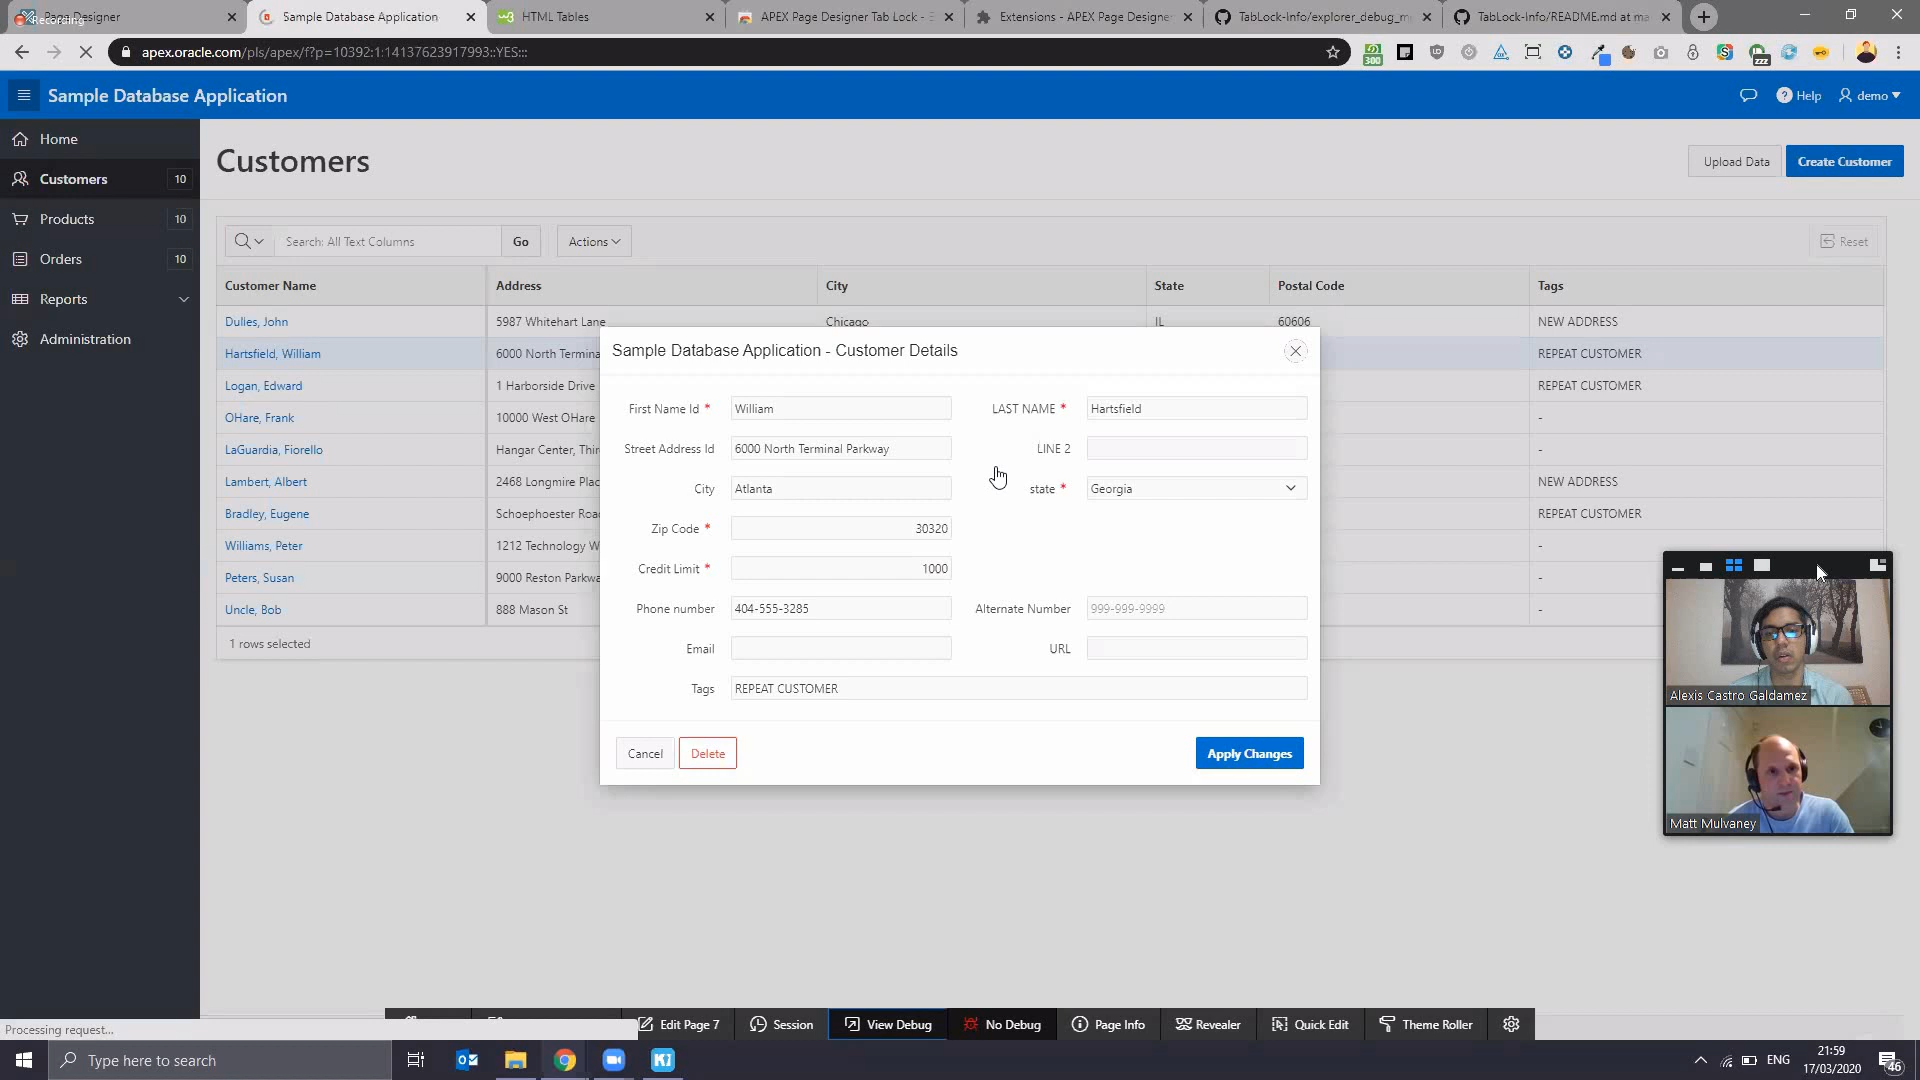 Recording
Page Designer
Sample Database Application
HTML Tables
APEX Page Designer Tab Lock - E
Extensions - APEX Page Designer
TabLock-Info/explorer_debug_m
TabLock-Info/README.md at ma
apex.oracle.com/pls/apex/f?p=10392:1:14137623917993::YES:::
300
zzz
Sample Database Application
Help
demo
Home
Customers 10
Products 10
Orders 10
Reports
Administration
Customers
Upload Data
Create Customer
Search: All Text Columns
Go
Actions
Reset
Customer Name Address City State Postal Code Tags
Dulles, John 5987 Whitehart Lane Chicago IL 60606 NEW ADDRESS
Hartsfield, William 6000 North Termina REPEAT CUSTOMER
Logan, Edward 1 Harborside Drive REPEAT CUSTOMER
OHare, Frank 10000 West OHare -
LaGuardia, Fiorello Hangar Center, Thir -
Lambert, Albert 2468 Longmire Plac NEW ADDRESS
Bradley, Eugene Schoephoester Roa REPEAT CUSTOMER
Williams, Peter 1212 Technology W -
Peters, Susan 9000 Reston Parkwa -
Uncle, Bob 888 Mason St -
1 rows selected
Sample Database Application - Customer Details
First Name Id * William
LAST NAME * Hartsfield
Street Address Id 6000 North Terminal Parkway
LINE 2
City Atlanta
state * Georgia
Zip Code * 30320
Credit Limit * 1000
Phone number 404-555-3285
Alternate Number 999-999-9999
Email
URL
Tags REPEAT CUSTOMER
Cancel
Delete
Apply Changes
Alexis Castro Galdamez
Matt Mulvaney
Processing request...
Edit Page 7
Session
View Debug
No Debug
Page Info
Revealer
Quick Edit
Theme Roller
Type here to search
ENG
21:59
17/03/2020
46